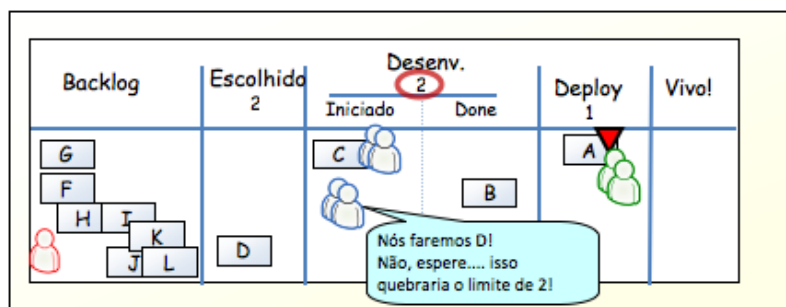 Backlog
Escolhido
2
Desenv.
2
Iniciado
Done
Deploy
1
Vivo!
G
F
H
I
K
J
L
D
C
B
A
Nós faremos D!
Não, espere.... isso
quebraria o limite de 2!